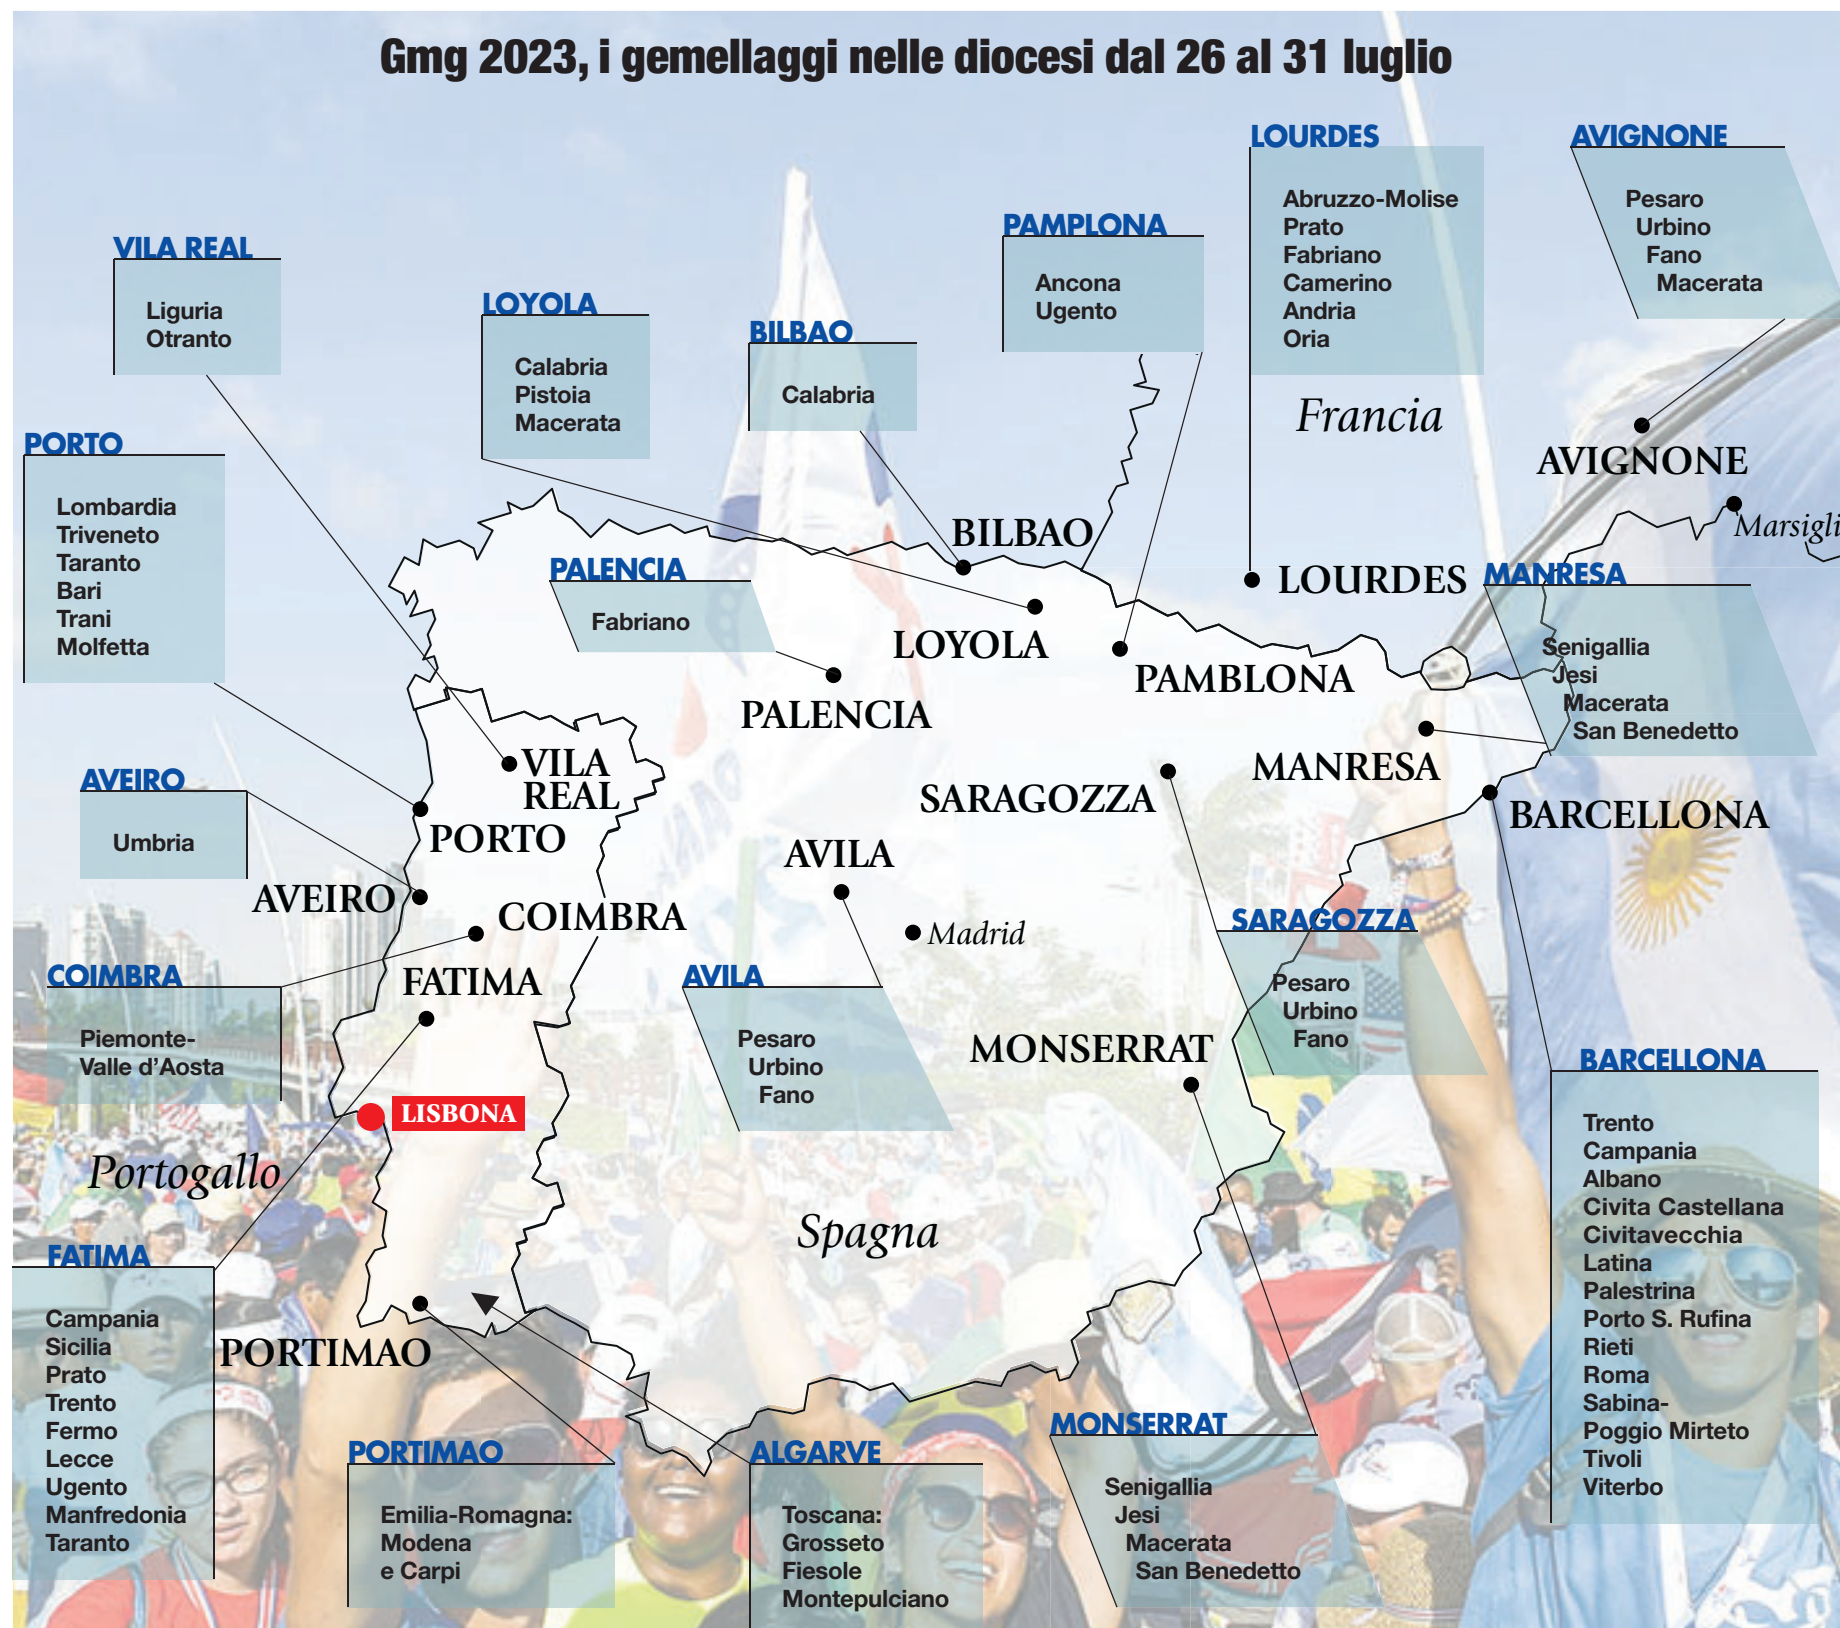 Gmg 2023, i gemellaggi nelle diocesi dal 26 al 31 luglio
LOURDES
Abruzzo-Molise
Prato
Fabriano
Camerino
Andria
Oria
AVIGNONE
Pesaro
Urbino
Fano
Macerata
PAMPLONA
Ancona
Ugento
VILA REAL
Liguria
Otranto
LOYOLA
Calabria
Pistoia
Macerata
BILBAO
Calabria
PORTO
Lombardia
Triveneto
Taranto
Bari
Trani
Molfetta
Francia
AVIGNONE
BILBAO
PALENCIA
Fabriano
LOURDES
MANRESA
Senigallia
Jesi
Macerata
San Benedetto
LOYOLA
PAMBLONA
PALENCIA
VILA
REAL
MANRESA
SARAGOZZA
BARCELLONA
AVEIRO
Umbria
PORTO
AVILA
AVEIRO
COIMBRA
Madrid
SARAGOZZA
Pesaro
Urbino
Fano
COIMBRA
Piemonte-
Valle d'Aosta
FATIMA
AVILA
Pesaro
Urbino
Fano
MONSERRAT
BARCELLONA
Trento
Campania
Albano
Civita Castellana
Civitavecchia
Latina
Palestrina
Porto S. Rufina
Rieti
Roma
Sabina-
Poggio Mirteto
Tivoli
Viterbo
LISBONA
Portogallo
Spagna
FATIMA
Campania
Sicilia
Prato
Trento
Fermo
Lecce
Ugento
Manfredonia
Taranto
PORTIMAO
PORTIMAO
Emilia-Romagna:
Modena
e Carpi
ALGARVE
Toscana:
Grosseto
Fiesole
Montepulciano
MONSERRAT
Senigallia
Jesi
Macerata
San Benedetto